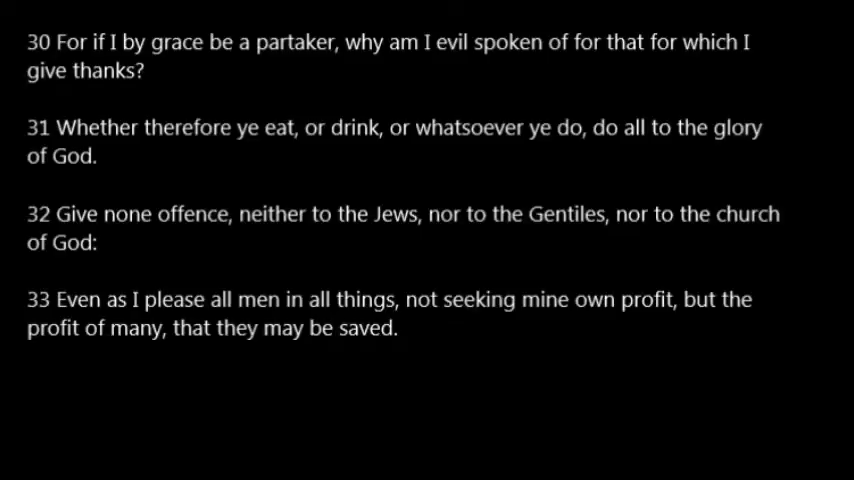 30 For if I by grace be a partaker, why am I evil spoken of for that for which I
give thanks?
31 Whether therefore ye eat, or drink, or whatsoever ye do, do all to the glory
of God.
32 Give none offence, neither to the Jews, nor to the Gentiles, nor to the church
of God:
33 Even as I please all men in all things, not seeking mine own profit, but the
profit of many, that they may be saved.